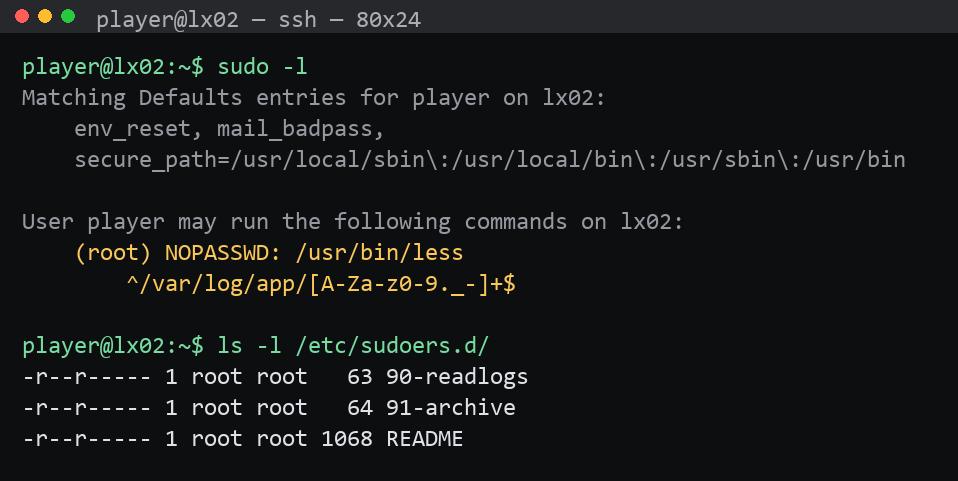 player@lx02 — ssh — 80x24
player@lx02:~$ sudo -l
Matching Defaults entries for player on lx02:
    env_reset, mail_badpass,
    secure_path=/usr/local/sbin\:/usr/local/bin\:/usr/sbin\:/usr/bin

User player may run the following commands on lx02:
    (root) NOPASSWD: /usr/bin/less
        ^/var/log/app/[A-Za-z0-9._-]+$

player@lx02:~$ ls -l /etc/sudoers.d/
-r--r----- 1 root root   63 90-readlogs
-r--r----- 1 root root   64 91-archive
-r--r----- 1 root root 1068 README